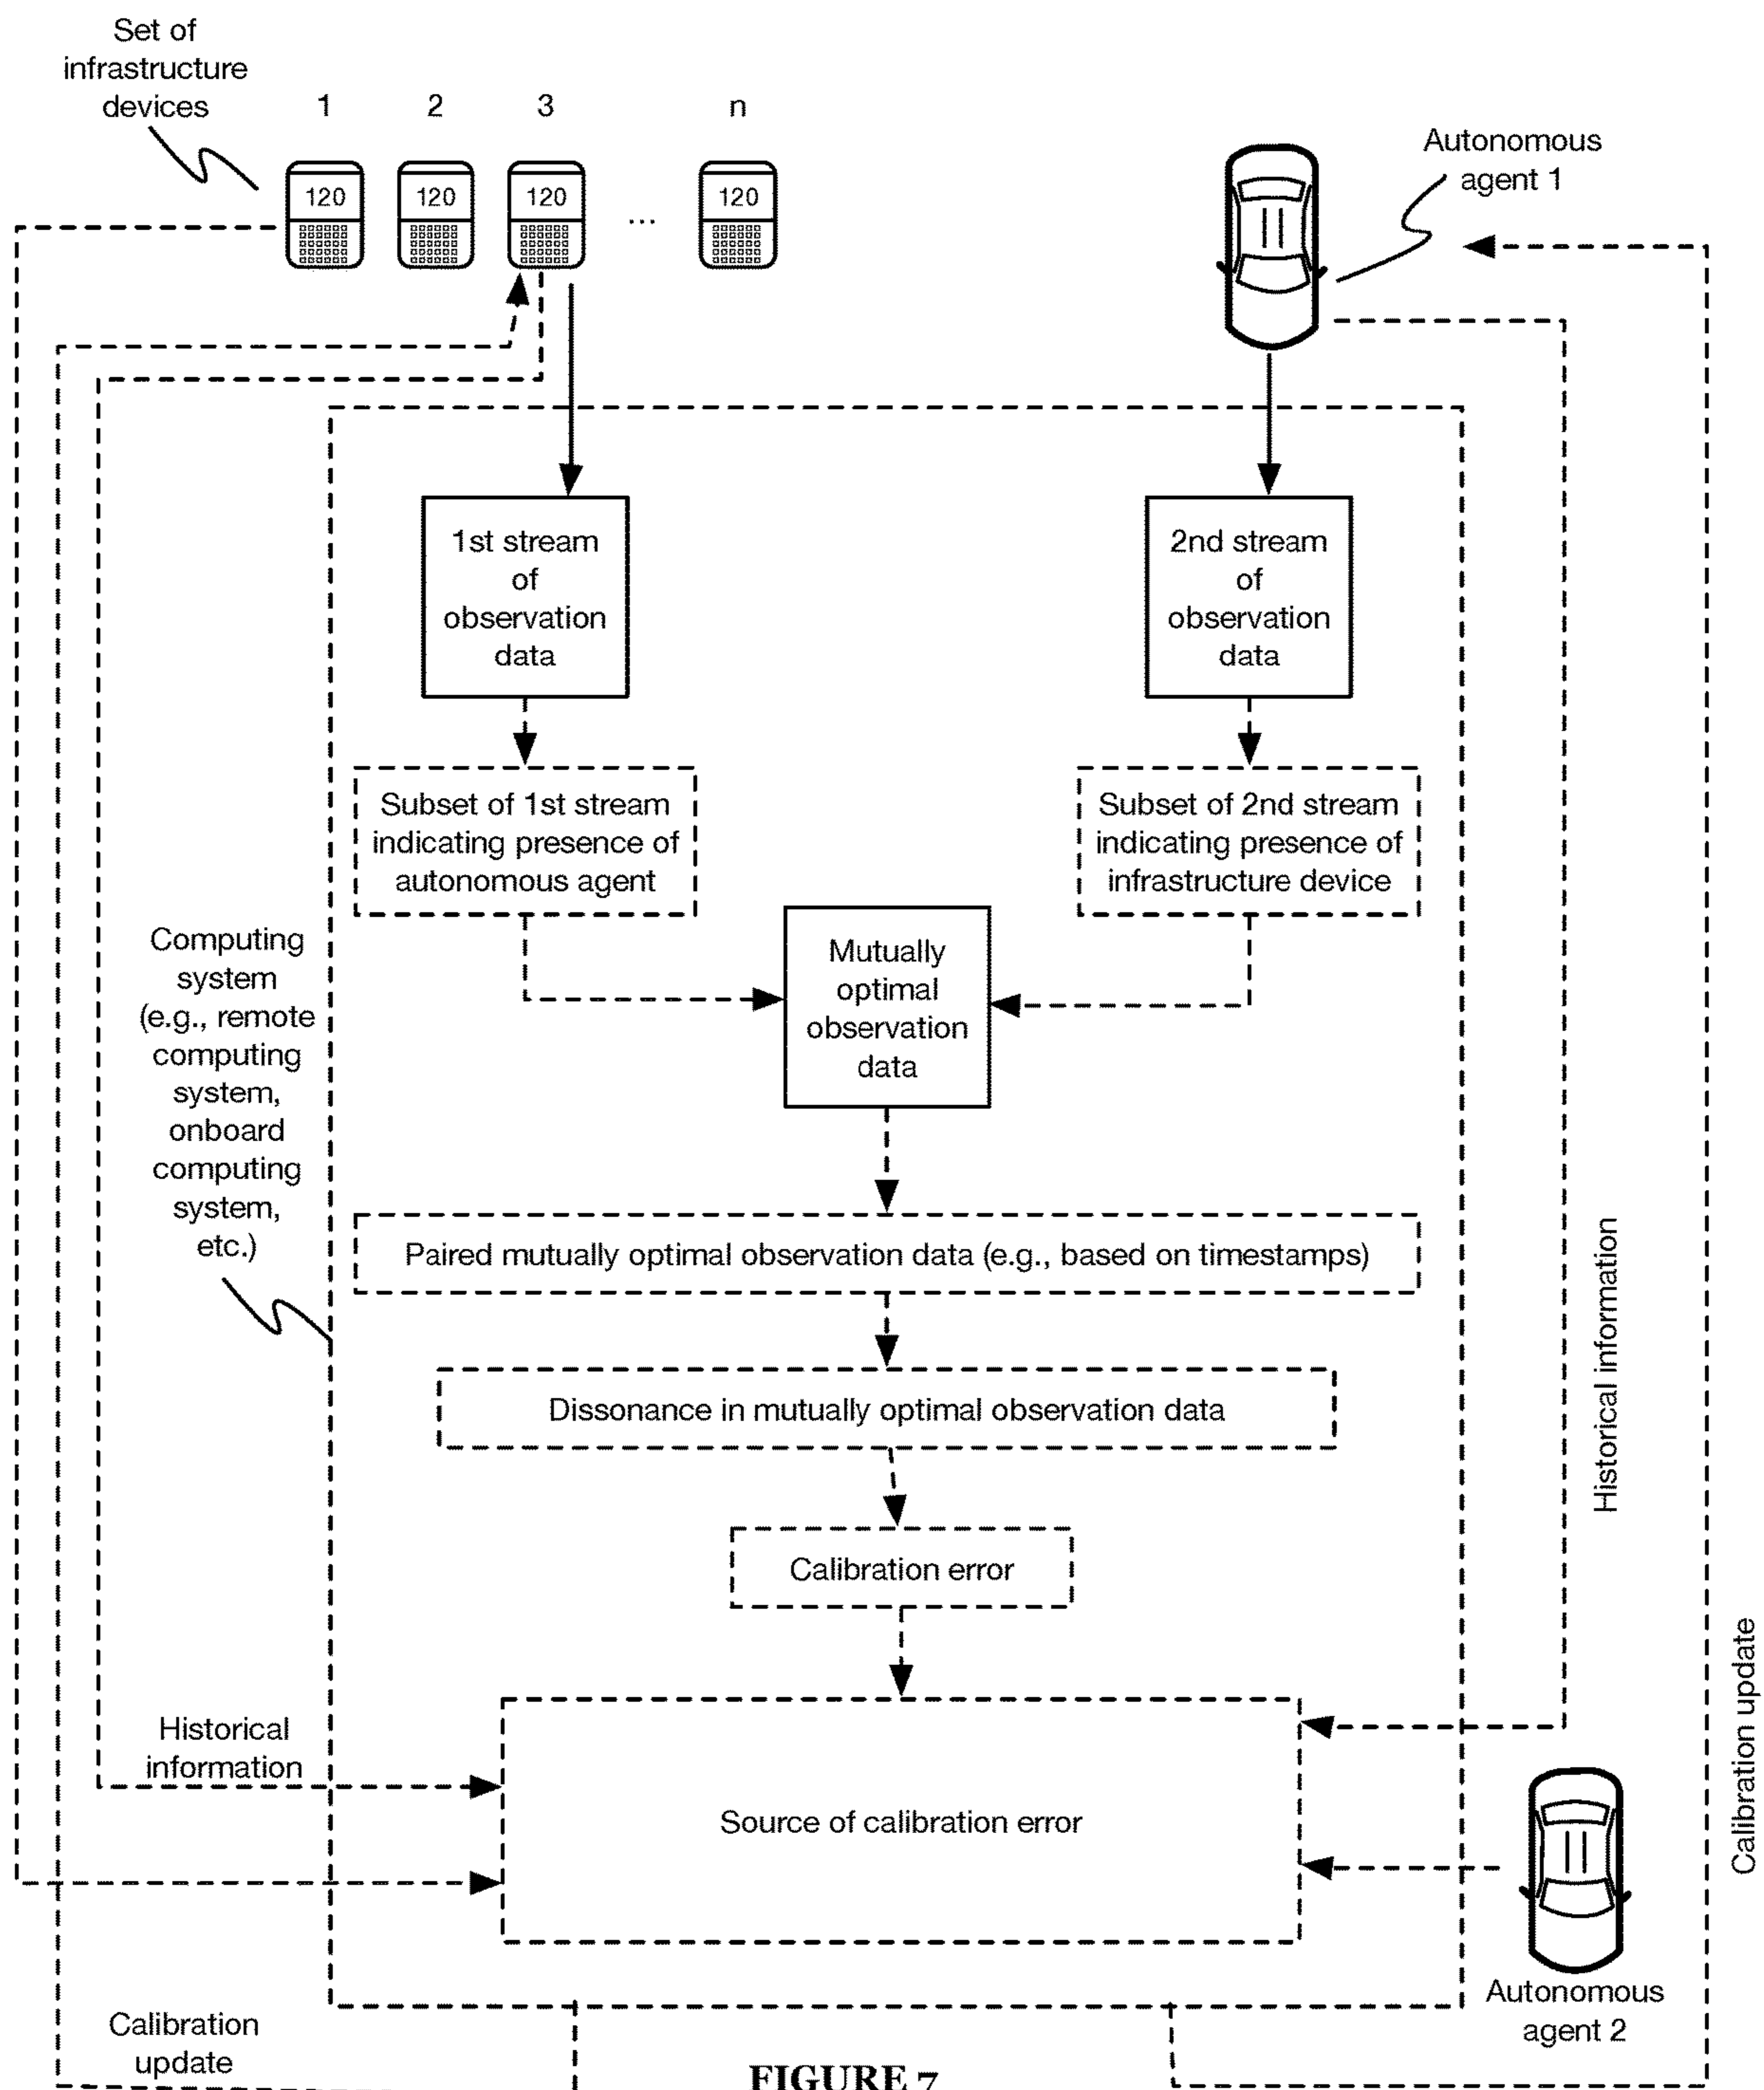 Set of
infrastructure
devices
1 2 3 n
120 120 120 ... 120
Autonomous
agent 1
1st stream
of
observation
data
2nd stream
of
observation
data
Subset of 1st stream
indicating presence of
autonomous agent
Subset of 2nd stream
indicating presence of
infrastructure device
Mutually
optimal
observation
data
Computing
system
(e.g., remote
computing
system,
onboard
computing
system,
etc.)
Paired mutually optimal observation data (e.g., based on timestamps)
Dissonance in mutually optimal observation data
Calibration error
Historical information
Calibration update
Historical
information
Source of calibration error
Autonomous
agent 2
Calibration
update
FIGURE 7